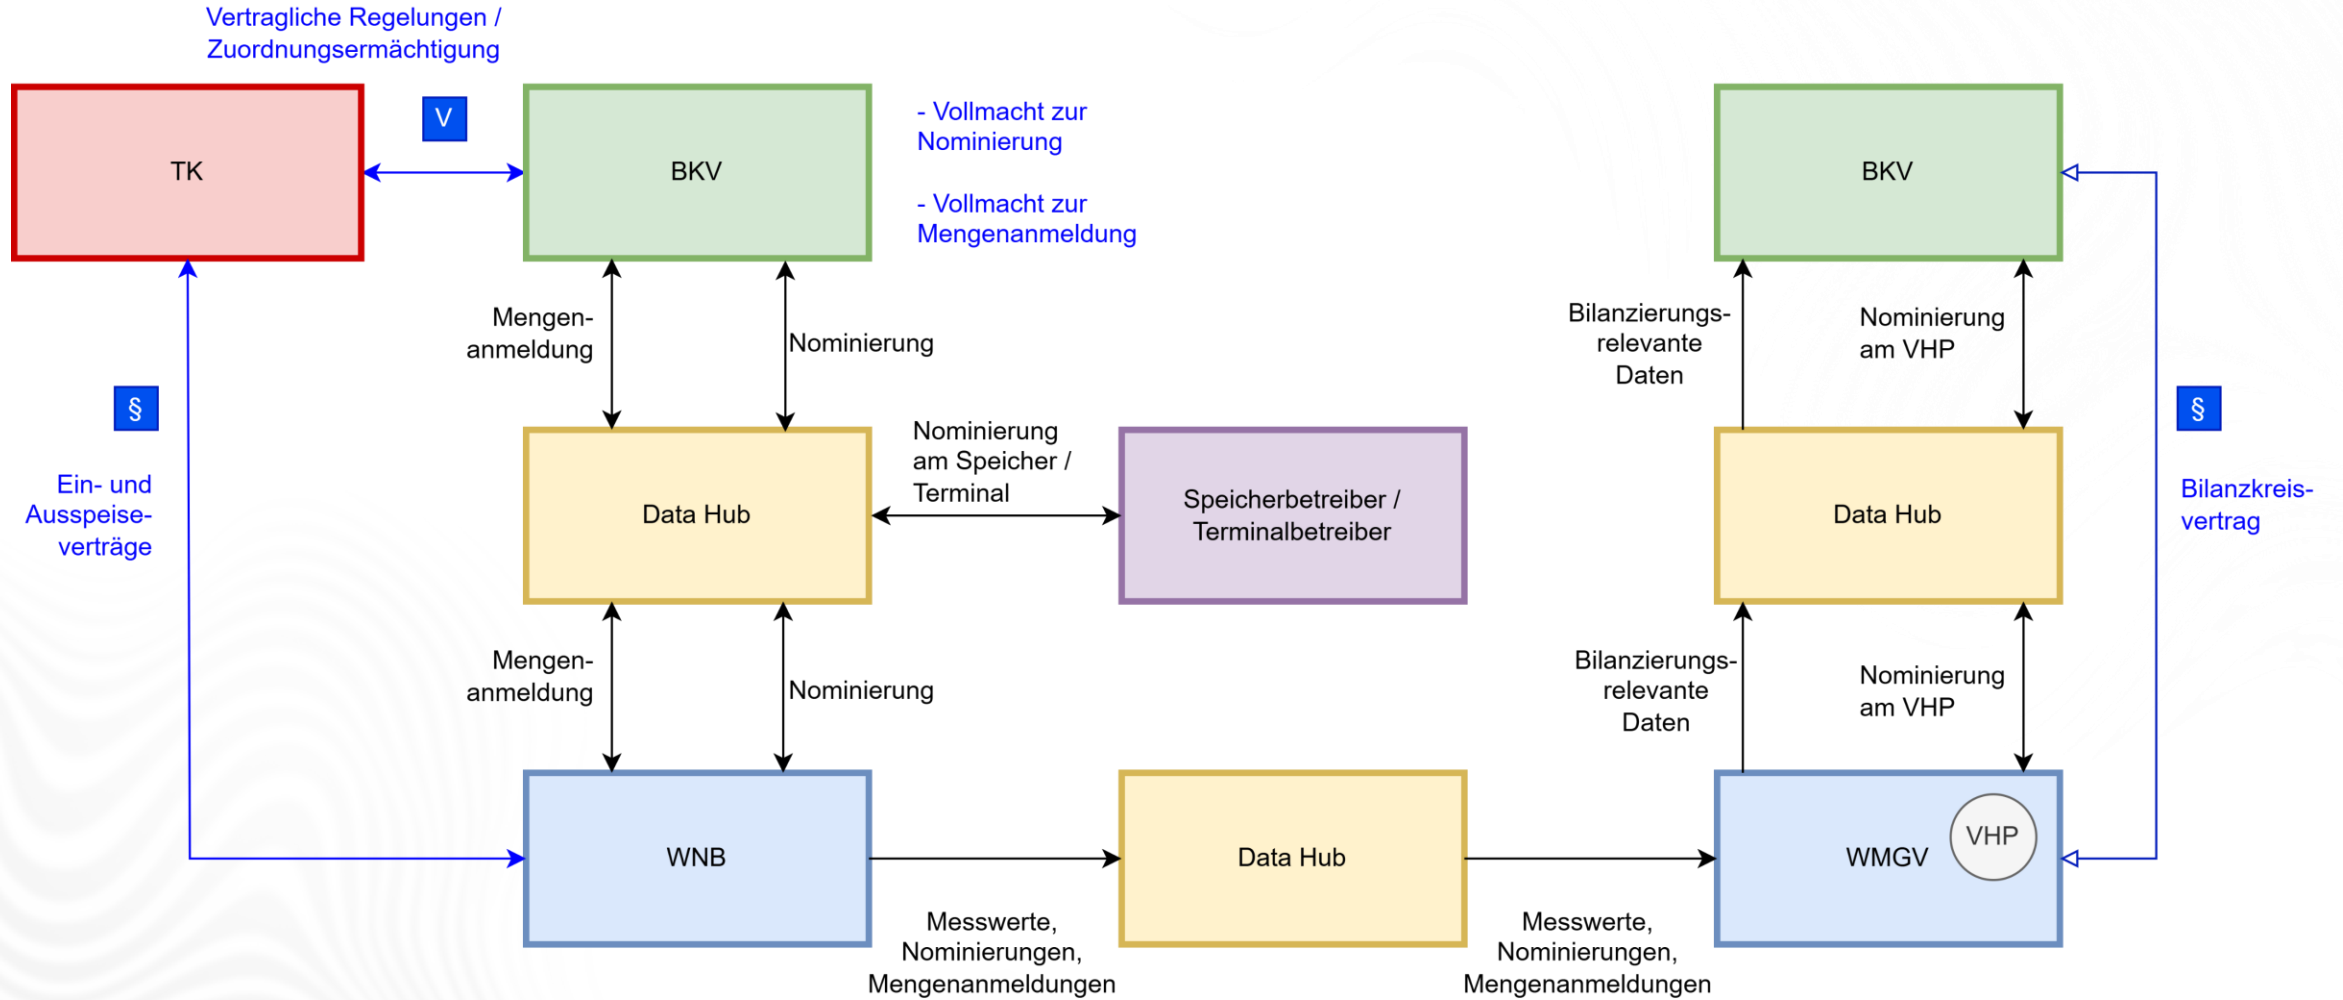 Vertragliche Regelungen /
Zuordnungsermächtigung
TK
V
BKV
- Vollmacht zur
Nominierung
- Vollmacht zur
Mengenanmeldung
BKV
Mengen-
anmeldung
Nominierung
Bilanzierungs-
relevante
Daten
Nominierung
am VHP
§
Ein- und
Ausspeise-
verträge
Data Hub
Nominierung
am Speicher /
Terminal
Speicherbetreiber /
Terminalbetreiber
Data Hub
§
Bilanzkreis-
vertrag
Mengen-
anmeldung
Nominierung
Bilanzierungs-
relevante
Daten
Nominierung
am VHP
WNB
Data Hub
WMGV
VHP
Messwerte,
Nominierungen,
Mengenanmeldungen
Messwerte,
Nominierungen,
Mengenanmeldungen